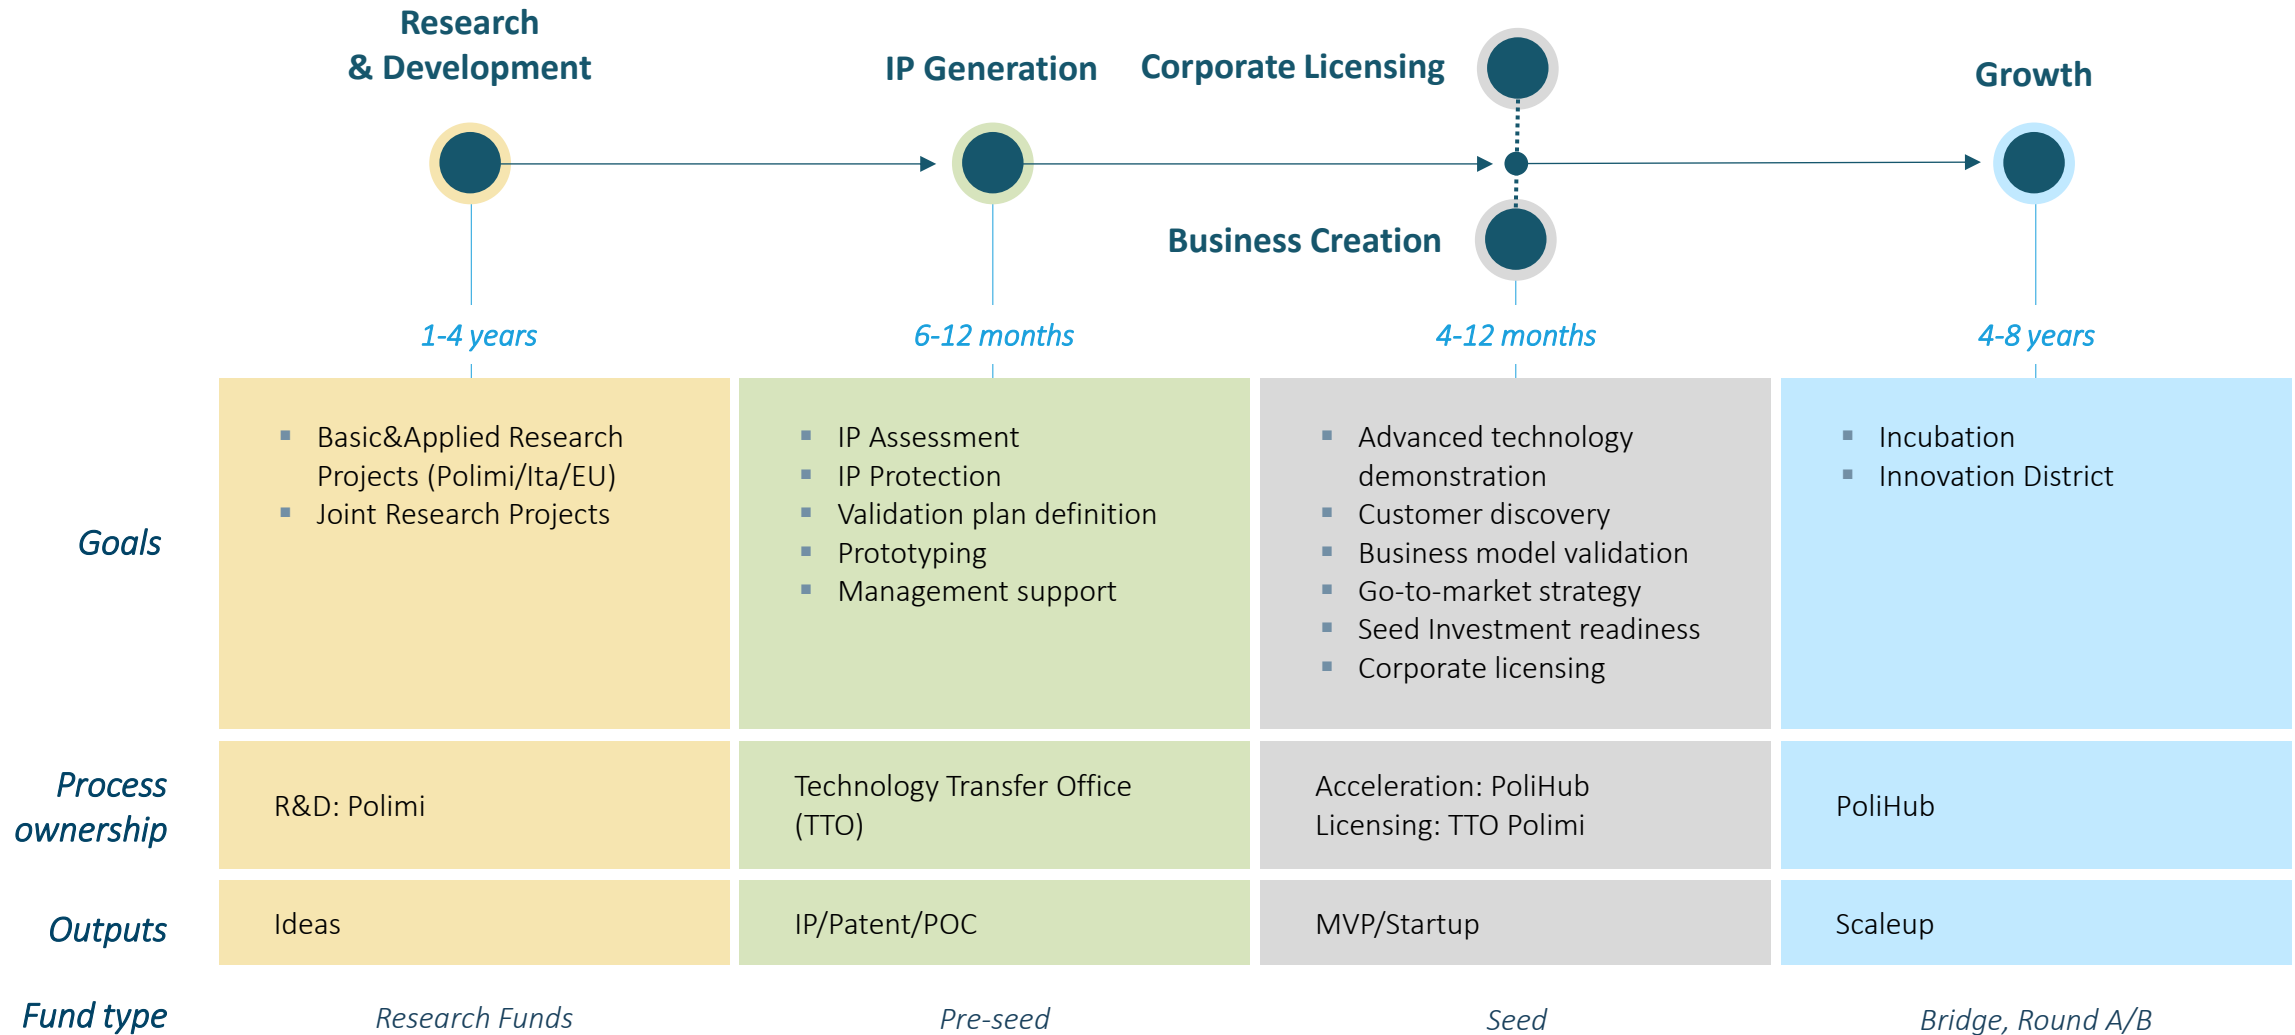 Research
& Development
IP Generation
Corporate Licensing
Growth
Business Creation
1-4 years
6-12 months
4-12 months
4-8 years
Goals
Basic&Applied Research
Projects (Polimi/Ita/EU)
Joint Research Projects
IP Assessment
IP Protection
Validation plan definition
Prototyping
Management support
Advanced technology
demonstration
Customer discovery
Business model validation
Go-to-market strategy
Seed Investment readiness
Corporate licensing
Incubation
Innovation District
Process
ownership
R&D: Polimi
Technology Transfer Office
(TTO)
Acceleration: PoliHub
Licensing: TTO Polimi
PoliHub
Outputs
Ideas
IP/Patent/POC
MVP/Startup
Scaleup
Fund type
Research Funds
Pre-seed
Seed
Bridge, Round A/B